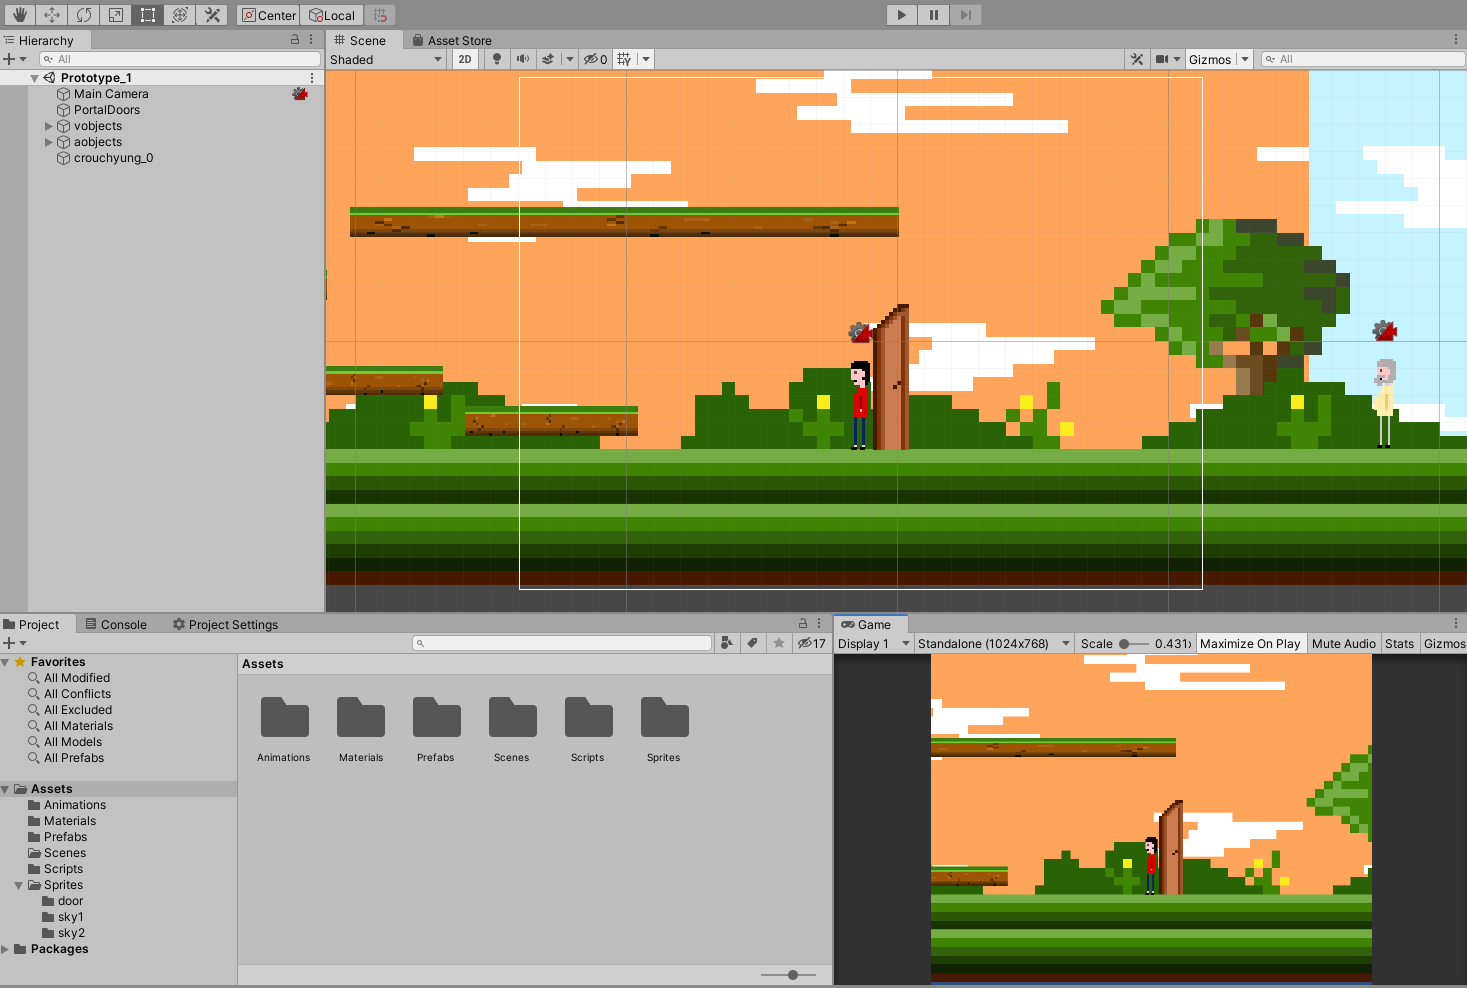 Center Local
Hierarchy
All
Prototype_1
Main Camera
PortalDoors
vobjects
aobjects
crouchyung_0
Scene Asset Store
Shaded 2D 0 Gizmos All
Project Console Project Settings
17
Favorites
All Modified
All Conflicts
All Excluded
All Materials
All Models
All Prefabs
Assets
Animations
Materials
Prefabs
Scenes
Scripts
Sprites
door
sky1
sky2
Packages
Assets
Animations Materials Prefabs Scenes Scripts Sprites
Game
Display 1 Standalone (1024x768) Scale 0.431x Maximize On Play Mute Audio Stats Gizmos